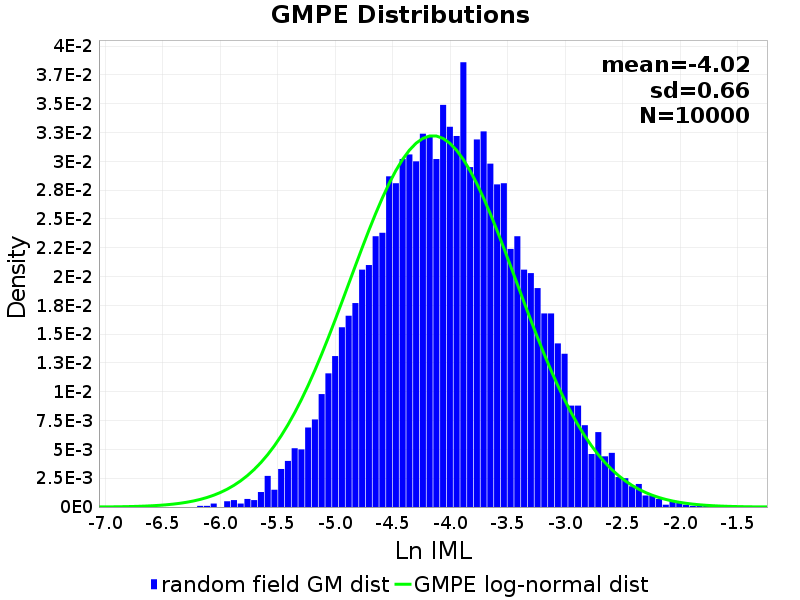 GMPE Distributions
mean=-4.02
sd=0.66
N=10000
4E-2
3.7E-2
3.5E-2
3.3E-2
3E-2
2.8E-2
2.5E-2
2.2E-2
2E-2
1.8E-2
1.5E-2
1.3E-2
1E-2
7.5E-3
5E-3
2.5E-3
0E0
Density
-7.0 -6.5 -6.0 -5.5 -5.0 -4.5 -4.0 -3.5 -3.0 -2.5 -2.0 -1.5
Ln IML
random field GM dist GMPE log-normal dist